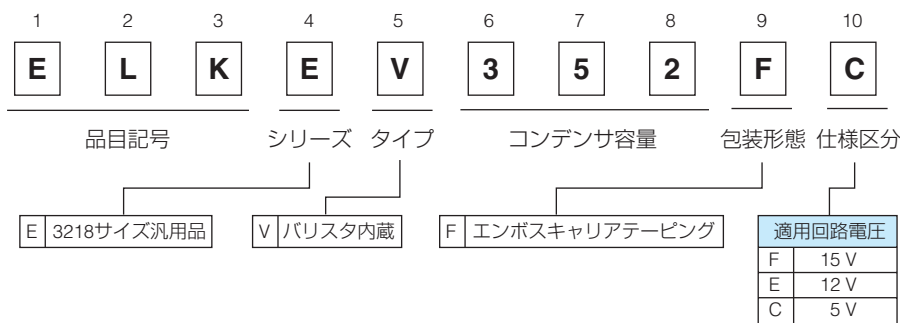 1 2 3 4 5 6 7 8 9 10
E L K E V 3 5 2 F C
品目記号 シリーズ タイプ コンデンサ容量 包装形態 仕様区分
E 3218サイズ汎用品 V バリスタ内蔵 F エンボスキャリアテーピング 適用回路電圧
F 15 V
E 12 V
C 5 V